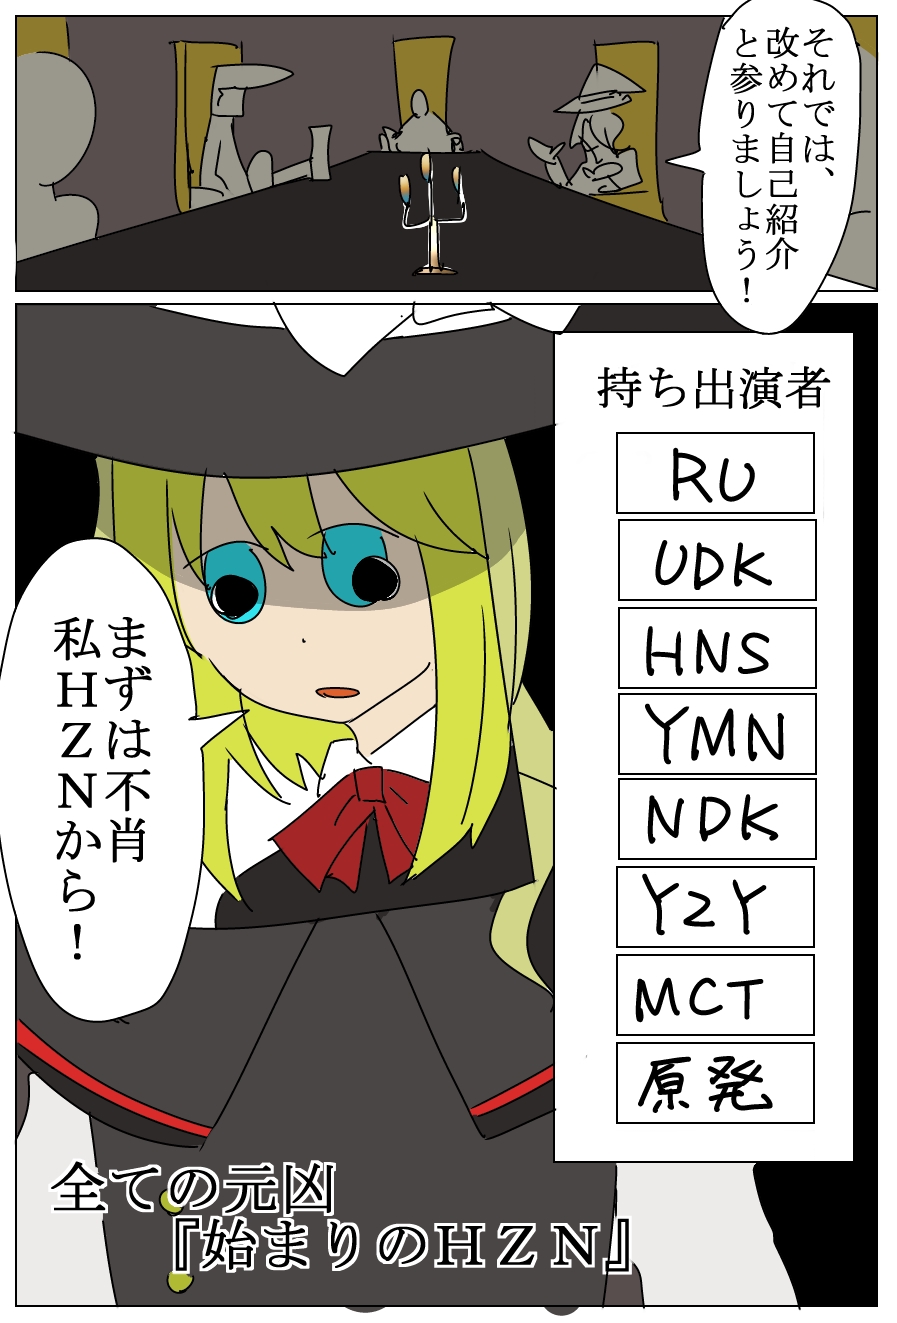 それでは、
改めて自己紹介
と参りましょう！
持ち出演者
RU
UDK
HNS
YMN
NDK
YZY
MCT
原発
まずは不肖
私ＨＺＮから！
全ての元凶
『始まりのＨＺＮ』